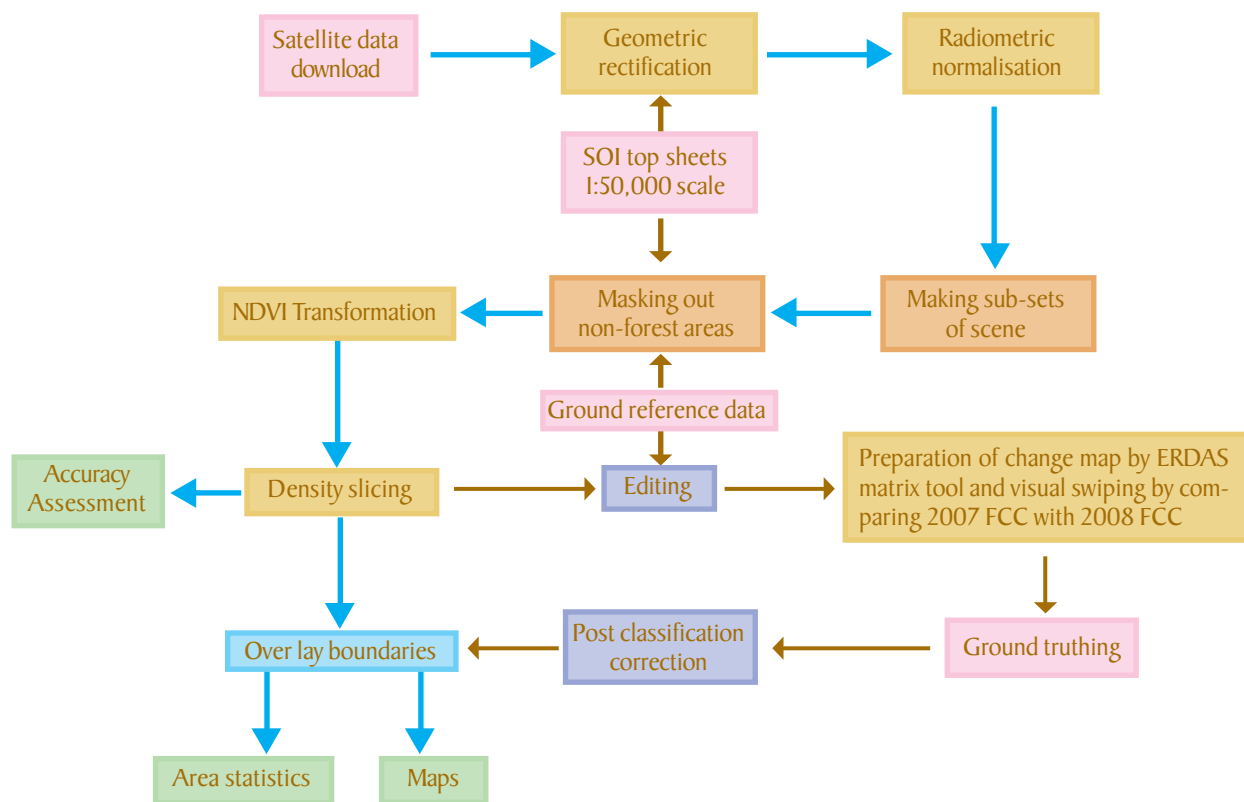 Satellite data
download
Geometric
rectification
Radiometric
normalisation
SOI top sheets
1:50,000 scale
NDVI Transformation
Masking out
non-forest areas
Making sub-sets
of scene
Ground reference data
Accuracy
Assessment
Density slicing
Editing
Preparation of change map by ERDAS
matrix tool and visual swiping by com-
paring 2007 FCC with 2008 FCC
Over lay boundaries
Post classification
correction
Ground truthing
Area statistics
Maps